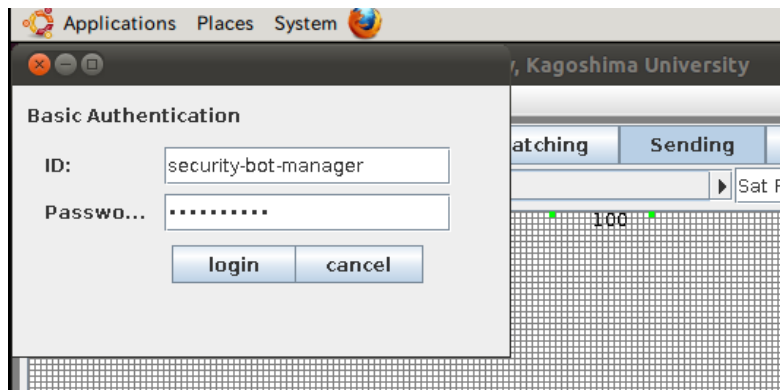 Applications Places System
, Kagoshima University
Basic Authentication
ID: security-bot-manager
Passwo... ••••••••••
login cancel
atching Sending
Sat F
100